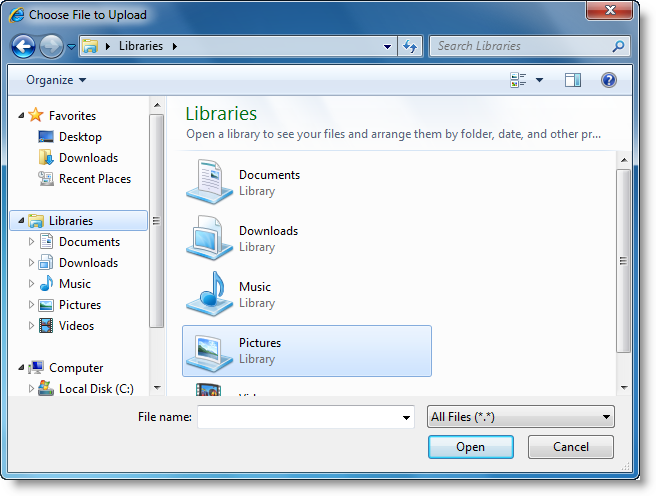 Choose File to Upload
Libraries
Search Libraries
Organize
Favorites
Desktop
Downloads
Recent Places
Libraries
Documents
Downloads
Music
Pictures
Videos
Computer
Local Disk (C:)
Libraries
Open a library to see your files and arrange them by folder, date, and other pr...
Documents
Library
Downloads
Library
Music
Library
Pictures
Library
File name:
All Files (*.*)
Open
Cancel